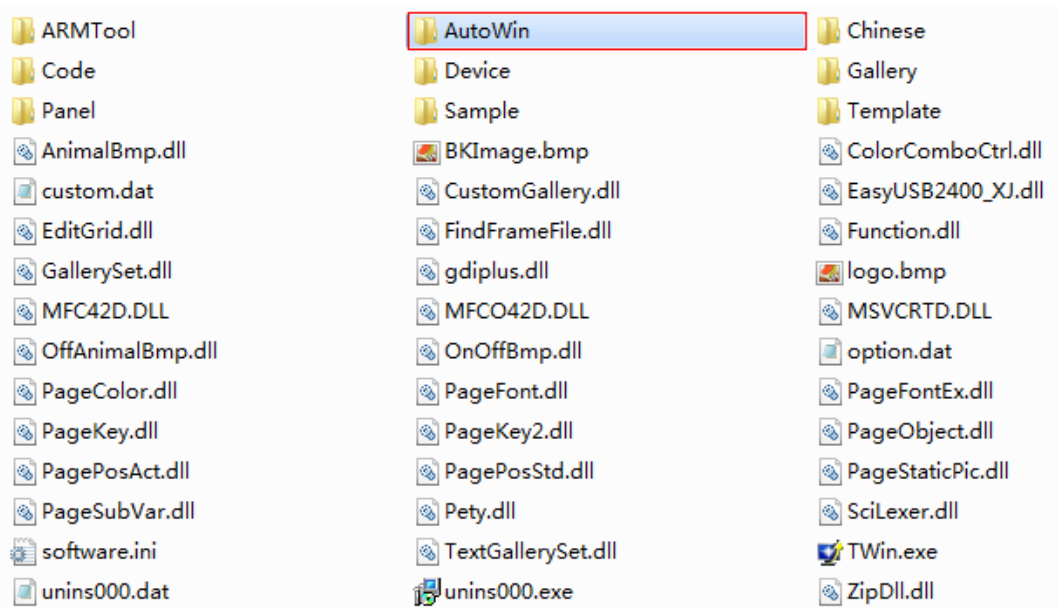 ARMTool AutoWin Chinese
Code Device Gallery
Panel Sample Template
AnimalBmp.dll BKImage.bmp ColorComboCtrl.dll
custom.dat CustomGallery.dll EasyUSB2400_XJ.dll
EditGrid.dll FindFrameFile.dll Function.dll
GallerySet.dll gdiplus.dll logo.bmp
MFC42D.DLL MFCO42D.DLL MSVCRTD.DLL
OffAnimalBmp.dll OnOffBmp.dll option.dat
PageColor.dll PageFont.dll PageFontEx.dll
PageKey.dll PageKey2.dll PageObject.dll
PagePosAct.dll PagePosStd.dll PageStaticPic.dll
PageSubVar.dll Pety.dll SciLexer.dll
software.ini TextGallerySet.dll TWin.exe
unins000.dat unins000.exe ZipDll.dll